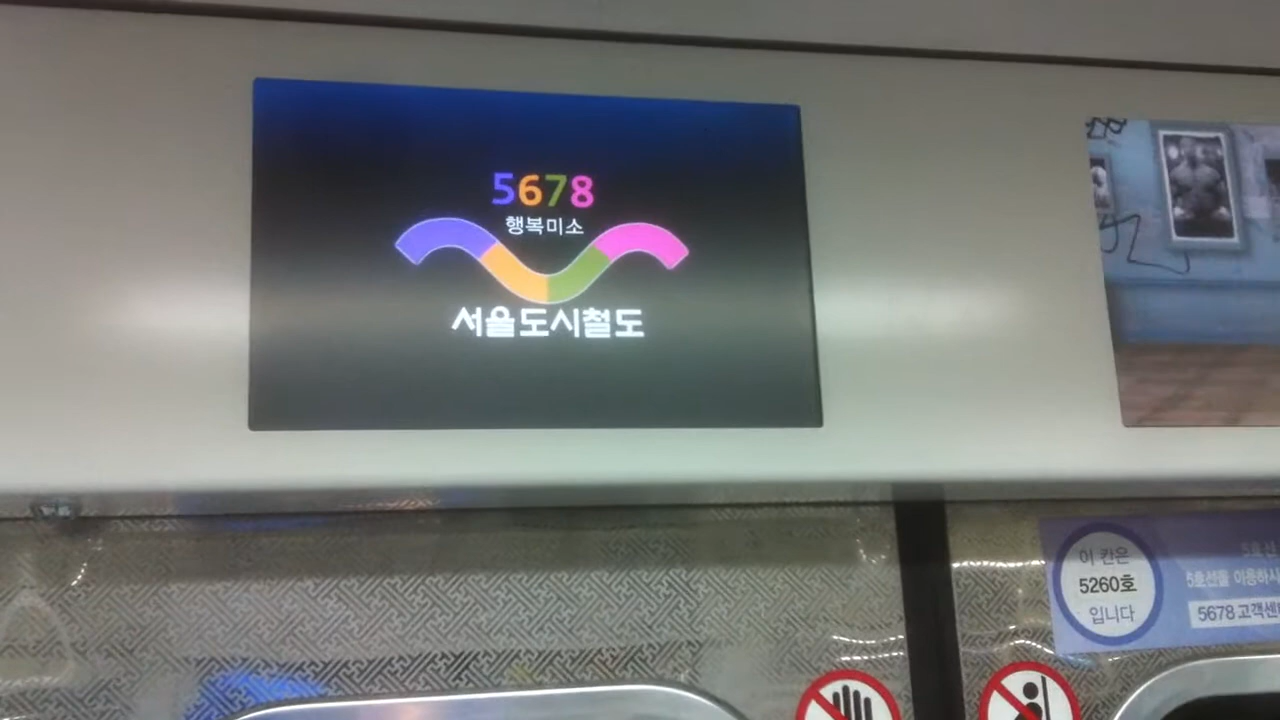 5678
행복미소
서울도시철도
이 칸은
5260호
입니다
5호선을 이용하시
5678 고객센